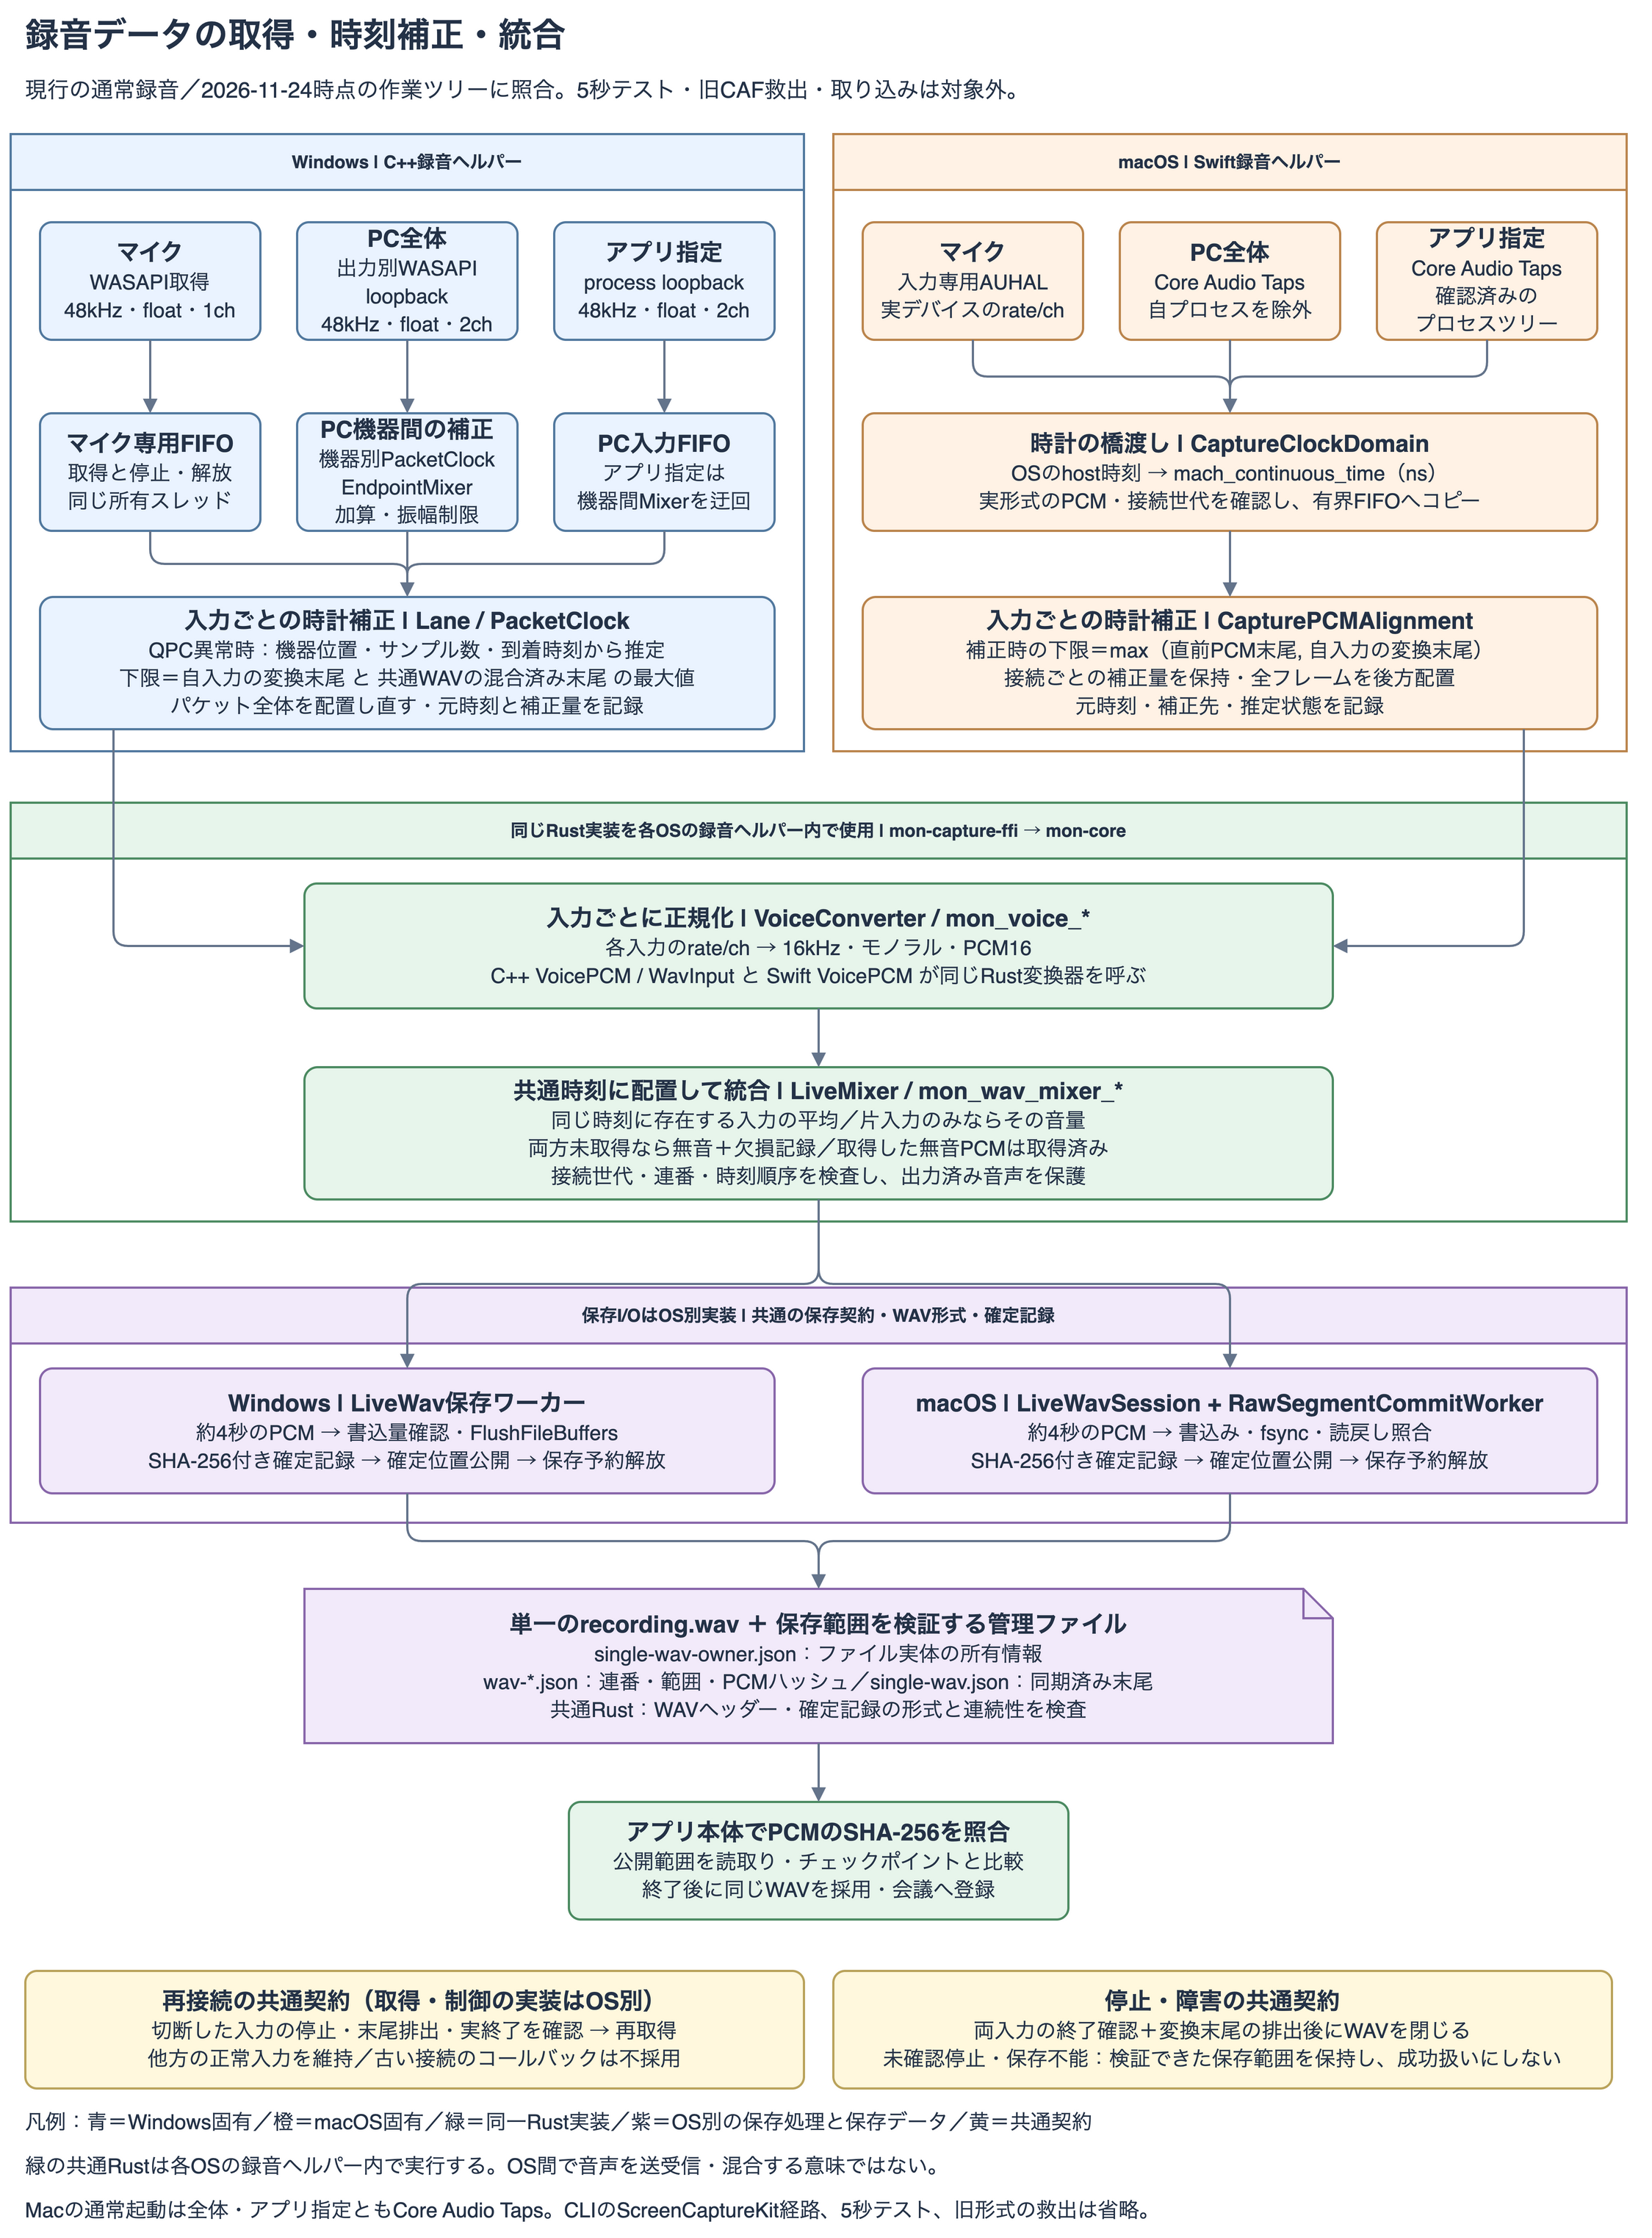 録音データの取得・時刻補正・統合
現行の通常録音／2026-11-24時点の作業ツリーに照合。5秒テスト・旧CAF救出・取り込みは対象外。
Windows | C++録音ヘルパー
マイク
WASAPI取得
48kHz・float・1ch
PC全体
出力別WASAPI
loopback
48kHz・float・2ch
アプリ指定
process loopback
48kHz・float・2ch
マイク専用FIFO
取得と停止・解放
同じ所有スレッド
PC機器間の補正
機器別PacketClock
EndpointMixer
加算・振幅制限
PC入力FIFO
アプリ指定は
機器間Mixerを迂回
入力ごとの時計補正 | Lane / PacketClock
QPC異常時：機器位置・サンプル数・到着時刻から推定
下限＝自入力の変換末尾 と 共通WAVの混合済み末尾 の最大値
パケット全体を配置し直す・元時刻と補正量を記録
macOS | Swift録音ヘルパー
マイク
入力専用AUHAL
実デバイスのrate/ch
PC全体
Core Audio Taps
自プロセスを除外
アプリ指定
Core Audio Taps
確認済みの
プロセスツリー
時計の橋渡し | CaptureClockDomain
OSのhost時刻 → mach_continuous_time（ns）
実形式のPCM・接続世代を確認し、有界FIFOへコピー
入力ごとの時計補正 | CapturePCMAlignment
補正時の下限＝max（直前PCM末尾, 自入力の変換末尾）
接続ごとの補正量を保持・全フレームを後方配置
元時刻・補正先・推定状態を記録
同じRust実装を各OSの録音ヘルパー内で使用 | mon-capture-ffi → mon-core
入力ごとに正規化 | VoiceConverter / mon_voice_*
各入力のrate/ch → 16kHz・モノラル・PCM16
C++ VoicePCM / WavInput と Swift VoicePCM が同じRust変換器を呼ぶ
共通時刻に配置して統合 | LiveMixer / mon_wav_mixer_*
同じ時刻に存在する入力の平均／片入力のみならその音量
両方未取得なら無音＋欠損記録／取得した無音PCMは取得済み
接続世代・連番・時刻順序を検査し、出力済み音声を保護
保存I/OはOS別実装 | 共通の保存契約・WAV形式・確定記録
Windows | LiveWav保存ワーカー
約4秒のPCM → 書込量確認・FlushFileBuffers
SHA-256付き確定記録 → 確定位置公開 → 保存予約解放
macOS | LiveWavSession + RawSegmentCommitWorker
約4秒のPCM → 書込み・fsync・読戻し照合
SHA-256付き確定記録 → 確定位置公開 → 保存予約解放
単一のrecording.wav ＋ 保存範囲を検証する管理ファイル
single-wav-owner.json：ファイル実体の所有情報
wav-*.json：連番・範囲・PCMハッシュ／single-wav.json：同期済み末尾
共通Rust：WAVヘッダー・確定記録の形式と連続性を検査
アプリ本体でPCMのSHA-256を照合
公開範囲を読取り・チェックポイントと比較
終了後に同じWAVを採用・会議へ登録
再接続の共通契約（取得・制御の実装はOS別）
切断した入力の停止・末尾排出・実終了を確認 → 再取得
他方の正常入力を維持／古い接続のコールバックは不採用
停止・障害の共通契約
両入力の終了確認＋変換末尾の排出後にWAVを閉じる
未確認停止・保存不能：検証できた保存範囲を保持し、成功扱いにしない
凡例：青＝Windows固有／橙＝macOS固有／緑＝同一Rust実装／紫＝OS別の保存処理と保存データ／黄＝共通契約
緑の共通Rustは各OSの録音ヘルパー内で実行する。OS間で音声を送受信・混合する意味ではない。
Macの通常起動は全体・アプリ指定ともCore Audio Taps。CLIのScreenCaptureKit経路、5秒テスト、旧形式の救出は省略。